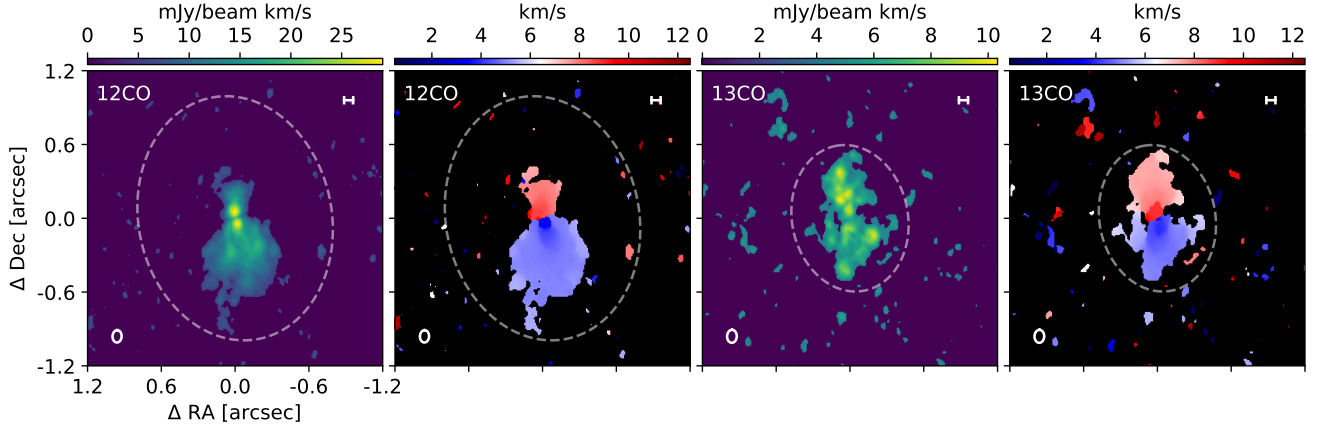 mJy/beam km/s km/s mJy/beam km/s km/s
0 5 10 15 20 25 2 4 6 8 10 12 0 2 4 6 8 10 2 4 6 8 10 12
1.2 12CO 12CO 13CO 13CO
0.6
0.0
-0.6
-1.2
Δ Dec [arcsec]
1.2 0.6 0.0 -0.6 -1.2
Δ RA [arcsec]